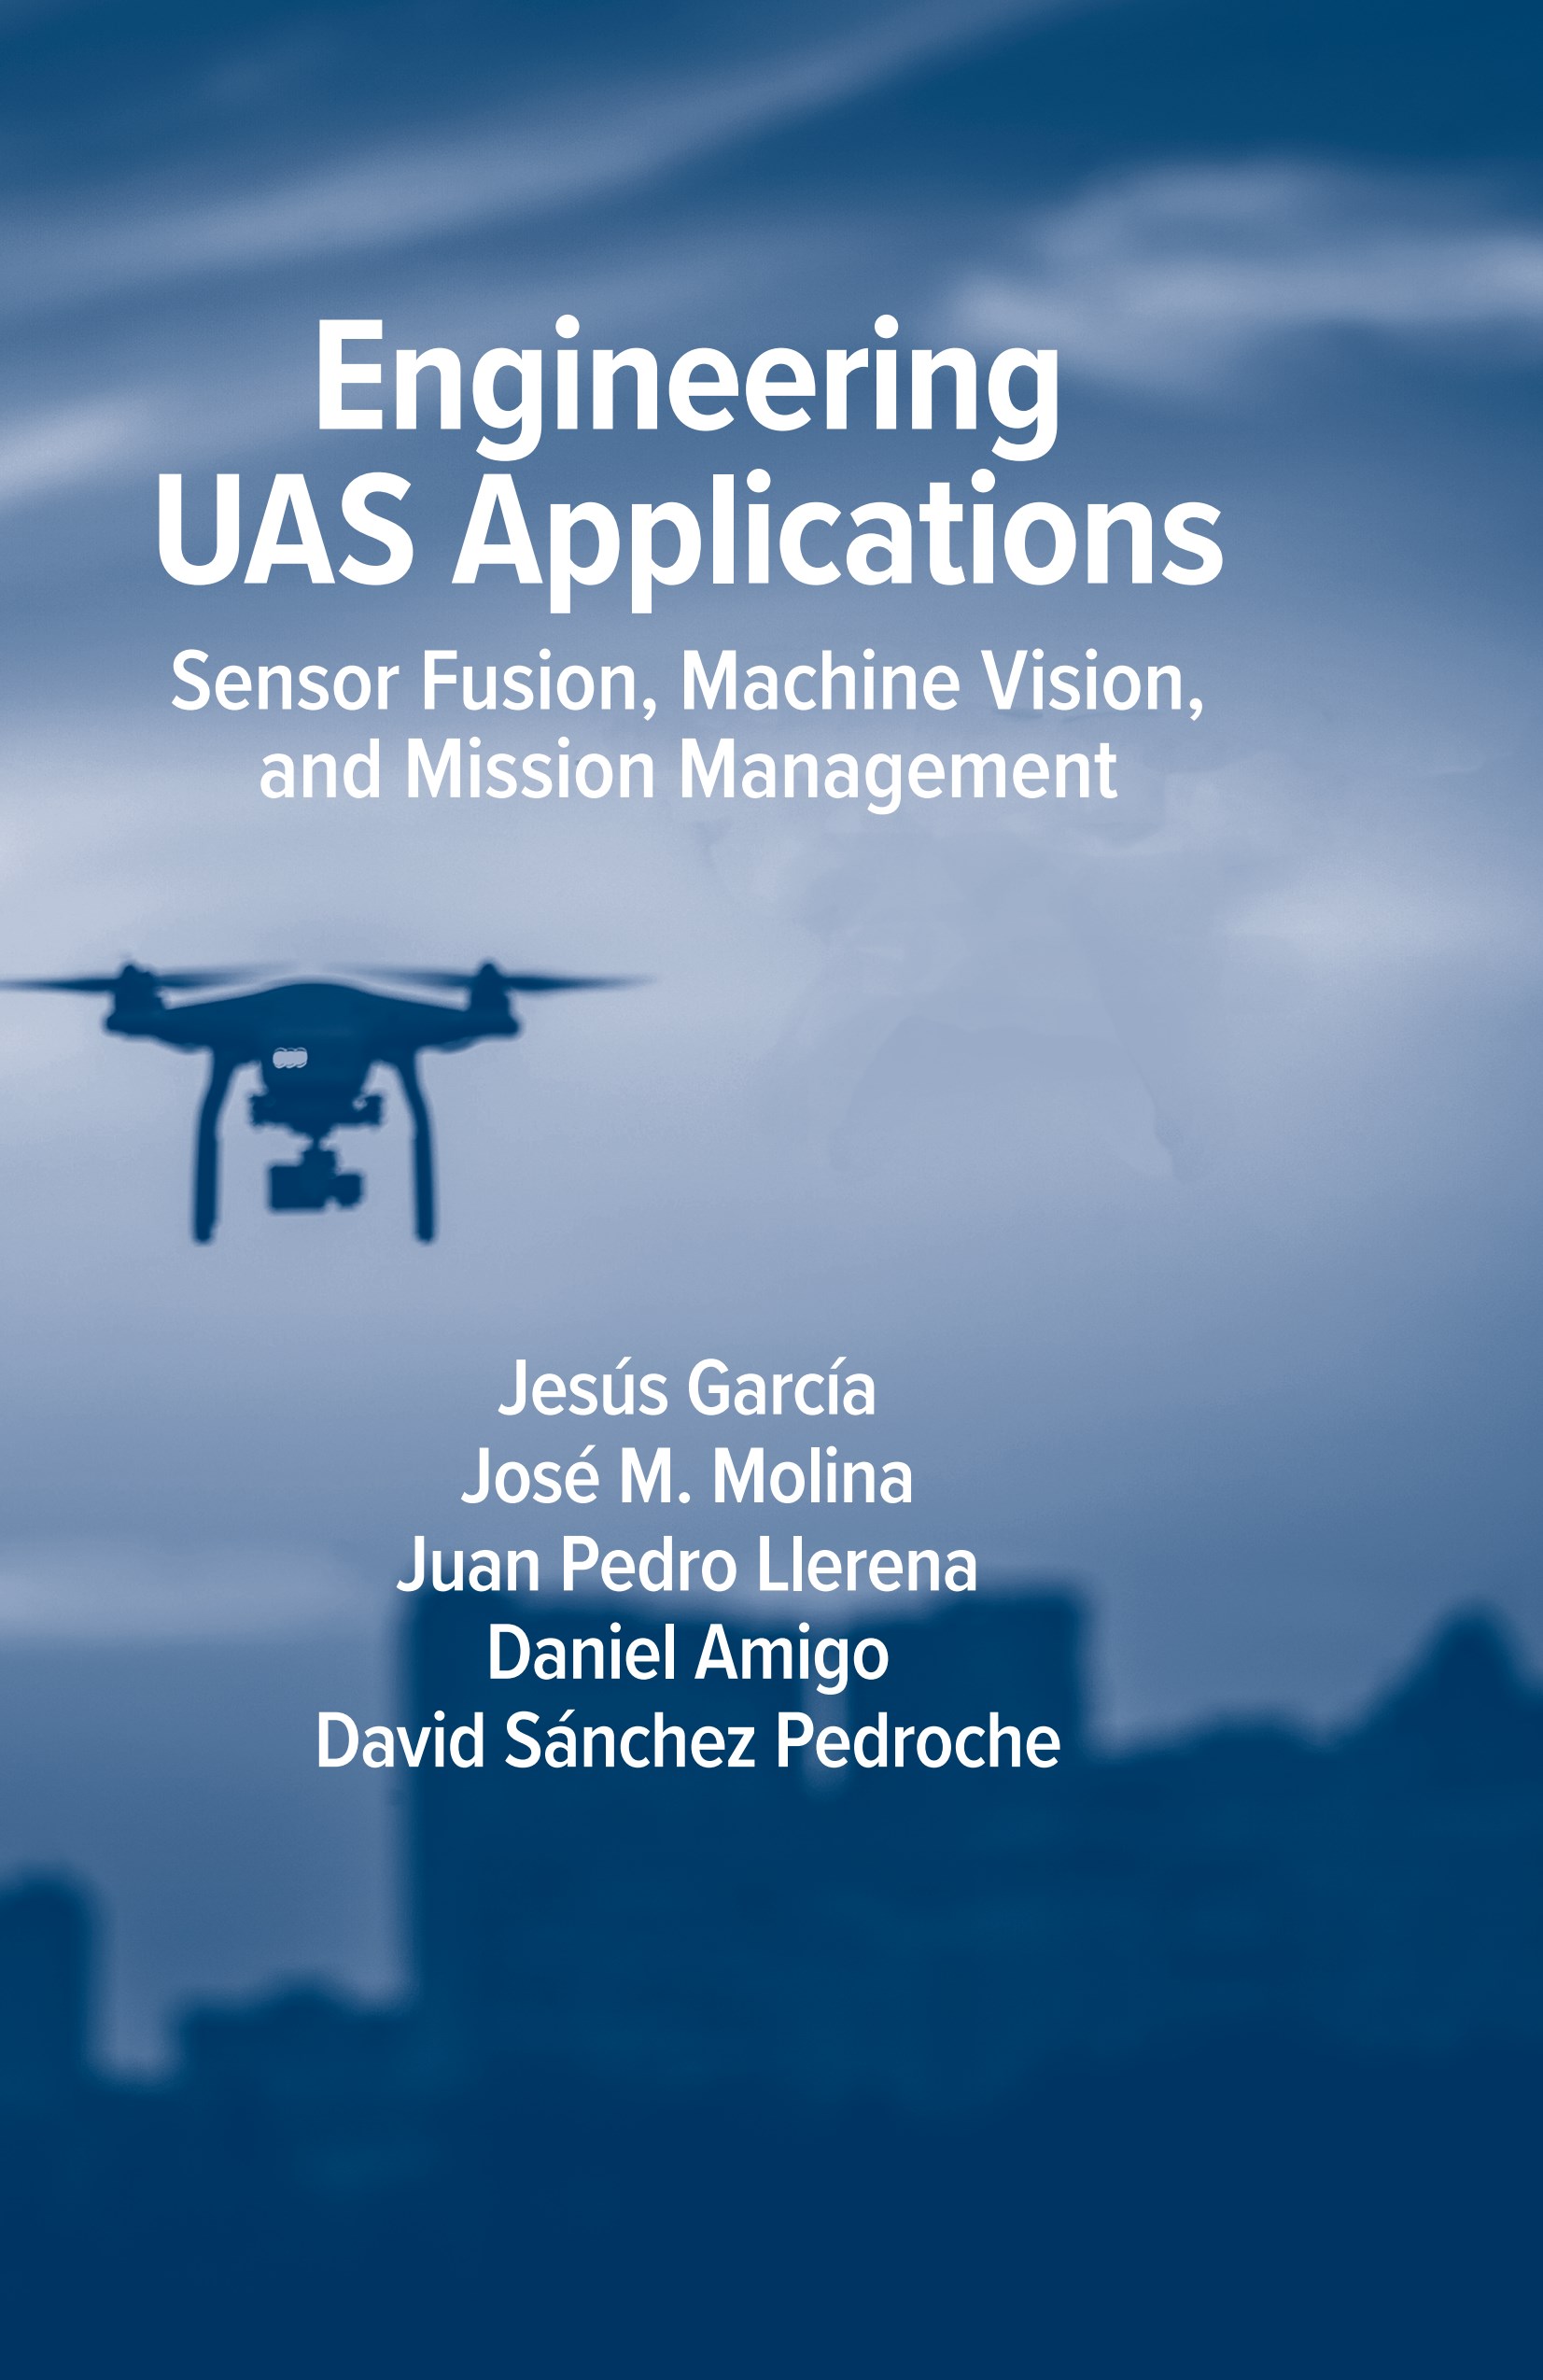 Engineering
UAS Applications
Sensor Fusion, Machine Vision,
and Mission Management
Jesús García
José M. Molina
Juan Pedro Llerena
Daniel Amigo
David Sánchez Pedroche